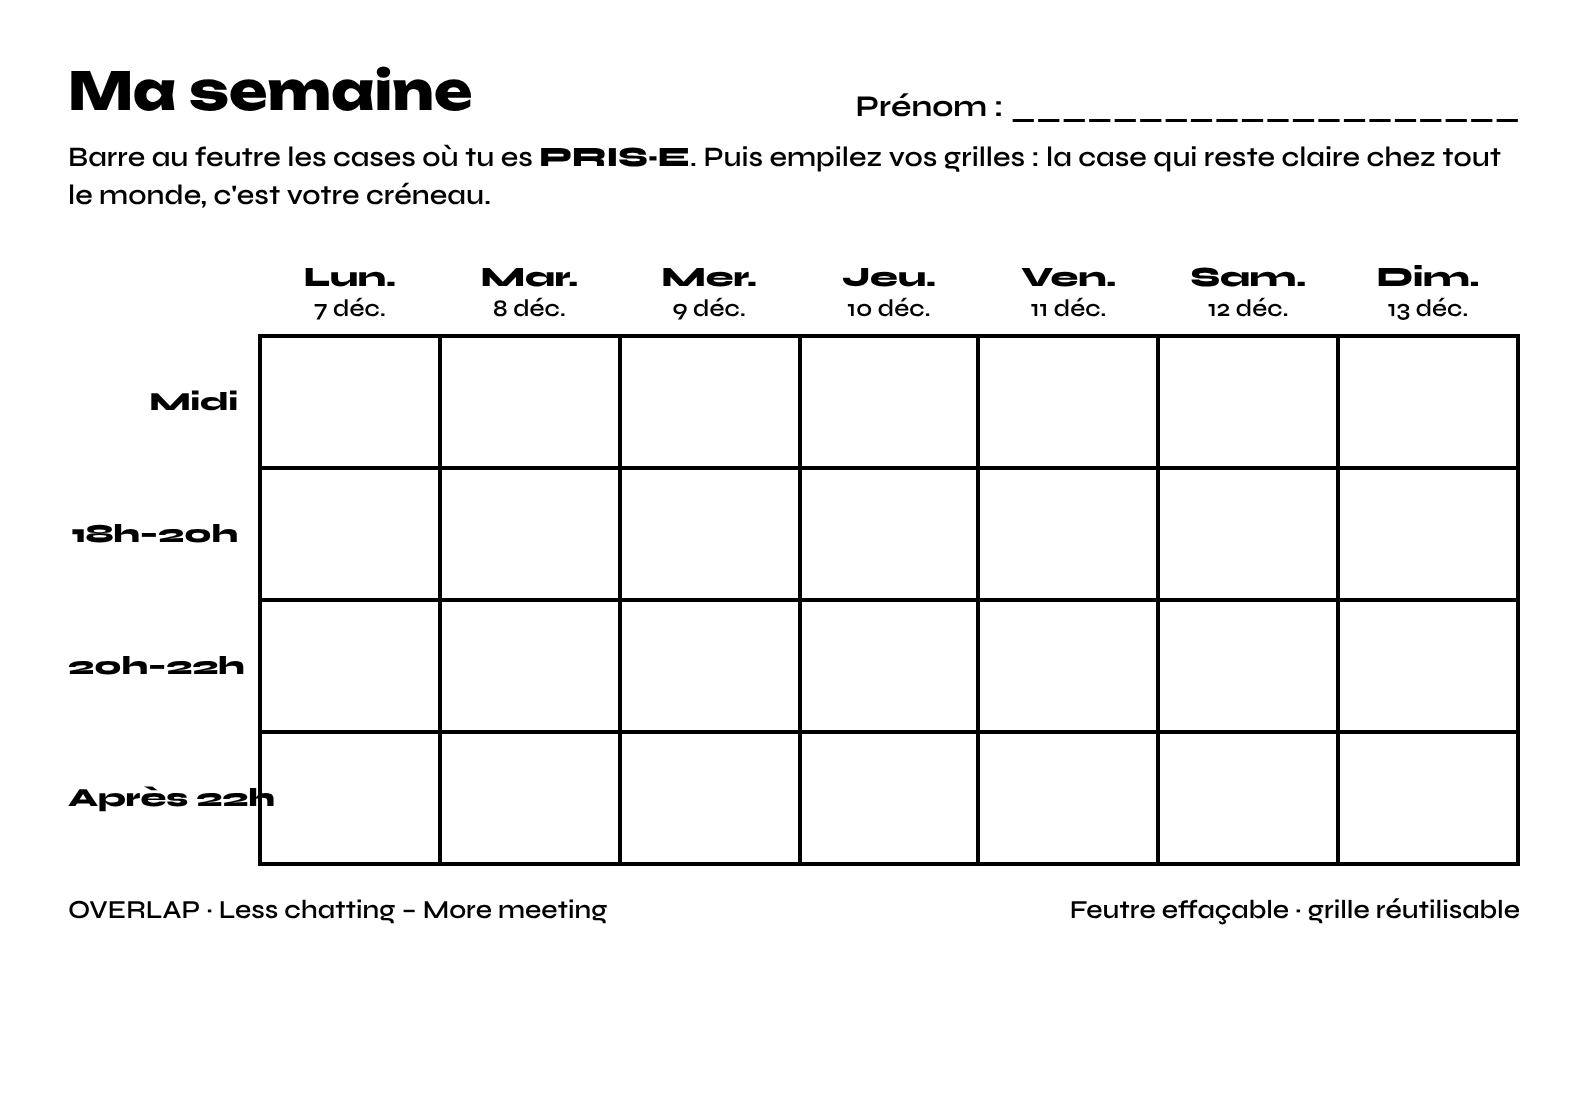 Ma semaine
Prénom : ____________________
Barre au feutre les cases où tu es PRIS·E. Puis empilez vos grilles : la case qui reste claire chez tout
le monde, c'est votre créneau.
Lun. Mar. Mer. Jeu. Ven. Sam. Dim.
7 déc. 8 déc. 9 déc. 10 déc. 11 déc. 12 déc. 13 déc.
Midi
18h–20h
20h–22h
Après 22h
OVERLAP · Less chatting – More meeting
Feutre effaçable · grille réutilisable